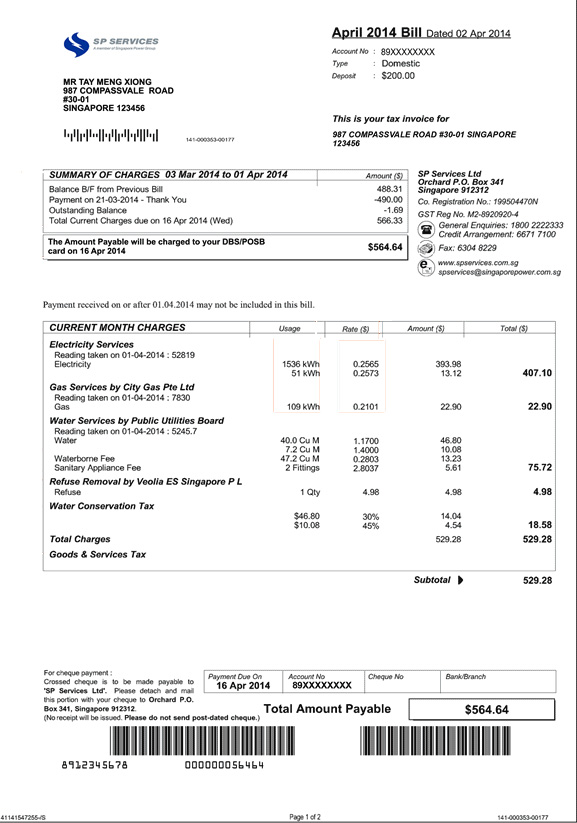 SP SERVICES
A member of Singapore Power Group
April 2014 Bill Dated 02 Apr 2014
Account No : 89XXXXXXXX
Type : Domestic
Deposit : $200.00
MR TAY MENG XIONG
987 COMPASSVALE ROAD
#30-01
SINGAPORE 123456
141-000353-00177
This is your tax invoice for
987 COMPASSVALE ROAD #30-01 SINGAPORE
123456
SUMMARY OF CHARGES 03 Mar 2014 to 01 Apr 2014 Amount ($)
Balance B/F from Previous Bill 488.31
Payment on 21-03-2014 - Thank You -490.00
Outstanding Balance -1.69
Total Current Charges due on 16 Apr 2014 (Wed) 566.33
The Amount Payable will be charged to your DBS/POSB
card on 16 Apr 2014 $564.64
SP Services Ltd
Orchard P.O. Box 341
Singapore 912312
Co. Registration No.: 199504470N
GST Reg No. M2-8920920-4
General Enquiries: 1800 2222333
Credit Arrangement: 6671 7100
Fax: 6304 8229
www.spservices.com.sg
spservices@singaporepower.com.sg
Payment received on or after 01.04.2014 may not be included in this bill.
CURRENT MONTH CHARGES Usage Rate ($) Amount ($) Total ($)
Electricity Services
Reading taken on 01-04-2014 : 52819
Electricity 1536 kWh 0.2565 393.98
51 kWh 0.2573 13.12 407.10
Gas Services by City Gas Pte Ltd
Reading taken on 01-04-2014 : 7830
Gas 109 kWh 0.2101 22.90 22.90
Water Services by Public Utilities Board
Reading taken on 01-04-2014 : 5245.7
Water 40.0 Cu M 1.1700 46.80
7.2 Cu M 1.4000 10.08
Waterborne Fee 47.2 Cu M 0.2803 13.23
Sanitary Appliance Fee 2 Fittings 2.8037 5.61 75.72
Refuse Removal by Veolia ES Singapore P L
Refuse 1 Qty 4.98 4.98 4.98
Water Conservation Tax
$46.80 30% 14.04
$10.08 45% 4.54 18.58
Total Charges 529.28 529.28
Goods & Services Tax
Subtotal 529.28
For cheque payment :
Crossed cheque is to be made payable to
'SP Services Ltd'. Please detach and mail
this portion with your cheque to Orchard P.O.
Box 341, Singapore 912312.
(No receipt will be issued. Please do not send post-dated cheque.)
Payment Due On Account No Cheque No Bank/Branch
16 Apr 2014 89XXXXXXXX
Total Amount Payable $564.64
8912345678 000000056464
41141547255-/S Page 1 of 2 141-000353-00177